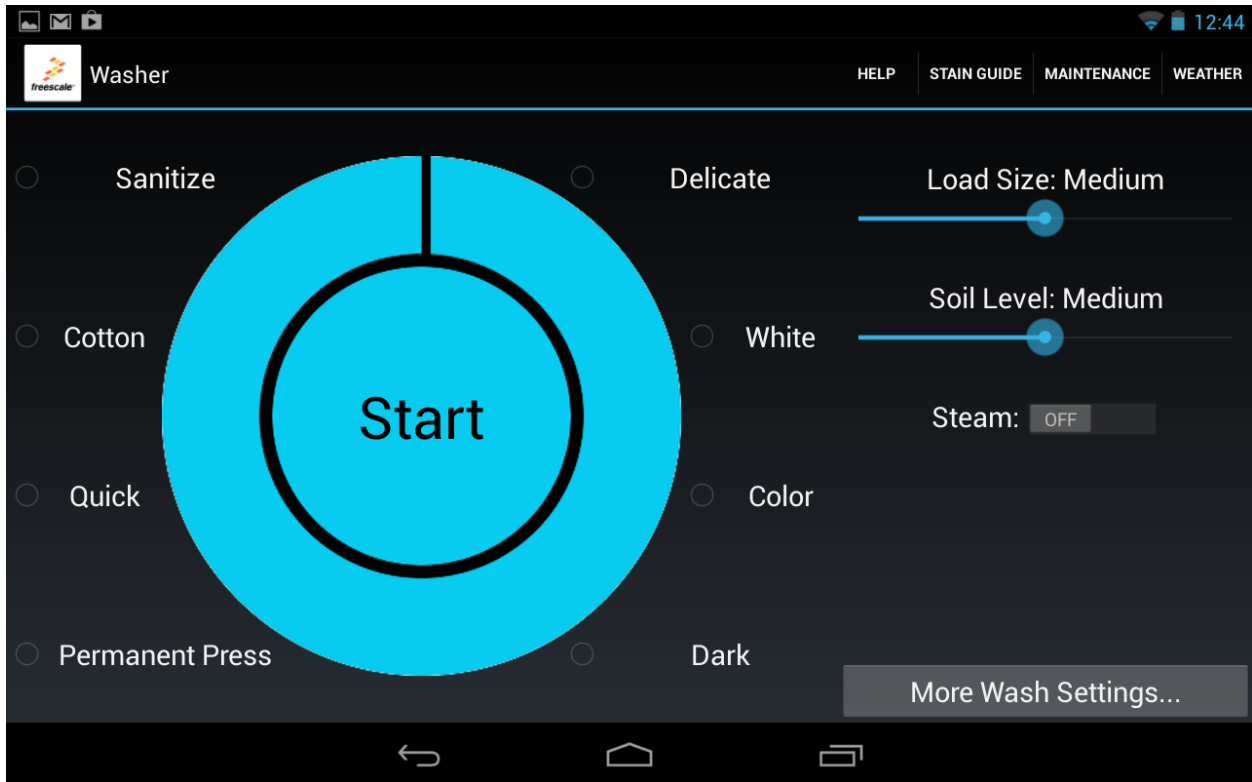 12:44
freescale
Washer
HELP
STAIN GUIDE
MAINTENANCE
WEATHER
Sanitize
Delicate
Load Size: Medium
Soil Level: Medium
Cotton
White
Start
Steam: OFF
Quick
Color
Permanent Press
Dark
More Wash Settings...